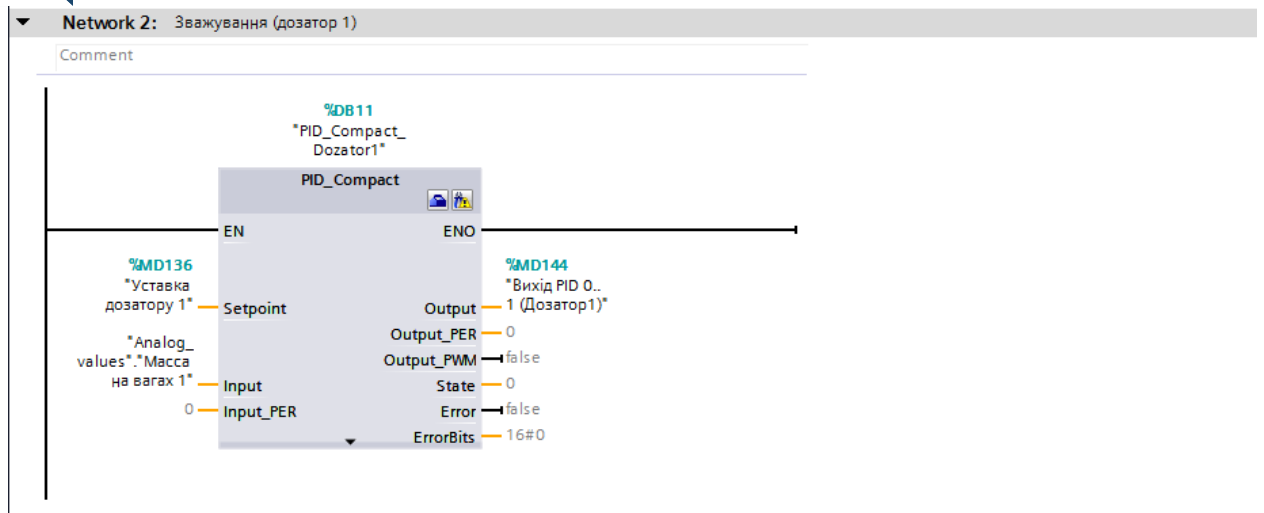 Network 2: Зважування (дозатор 1)
Comment
%DB11
"PID_Compact_
Dozator1"
PID_Compact
EN ENO
%MD136
"Уставка
дозатору 1" Setpoint
%MD144
"Вихід PID 0..
1 (Дозатор1)"
Output
Output_PER 0
"Analog_
values"."Масса
на вагах 1" Input
Output_PWM false
State 0
0 Input_PER
Error false
ErrorBits 16#0